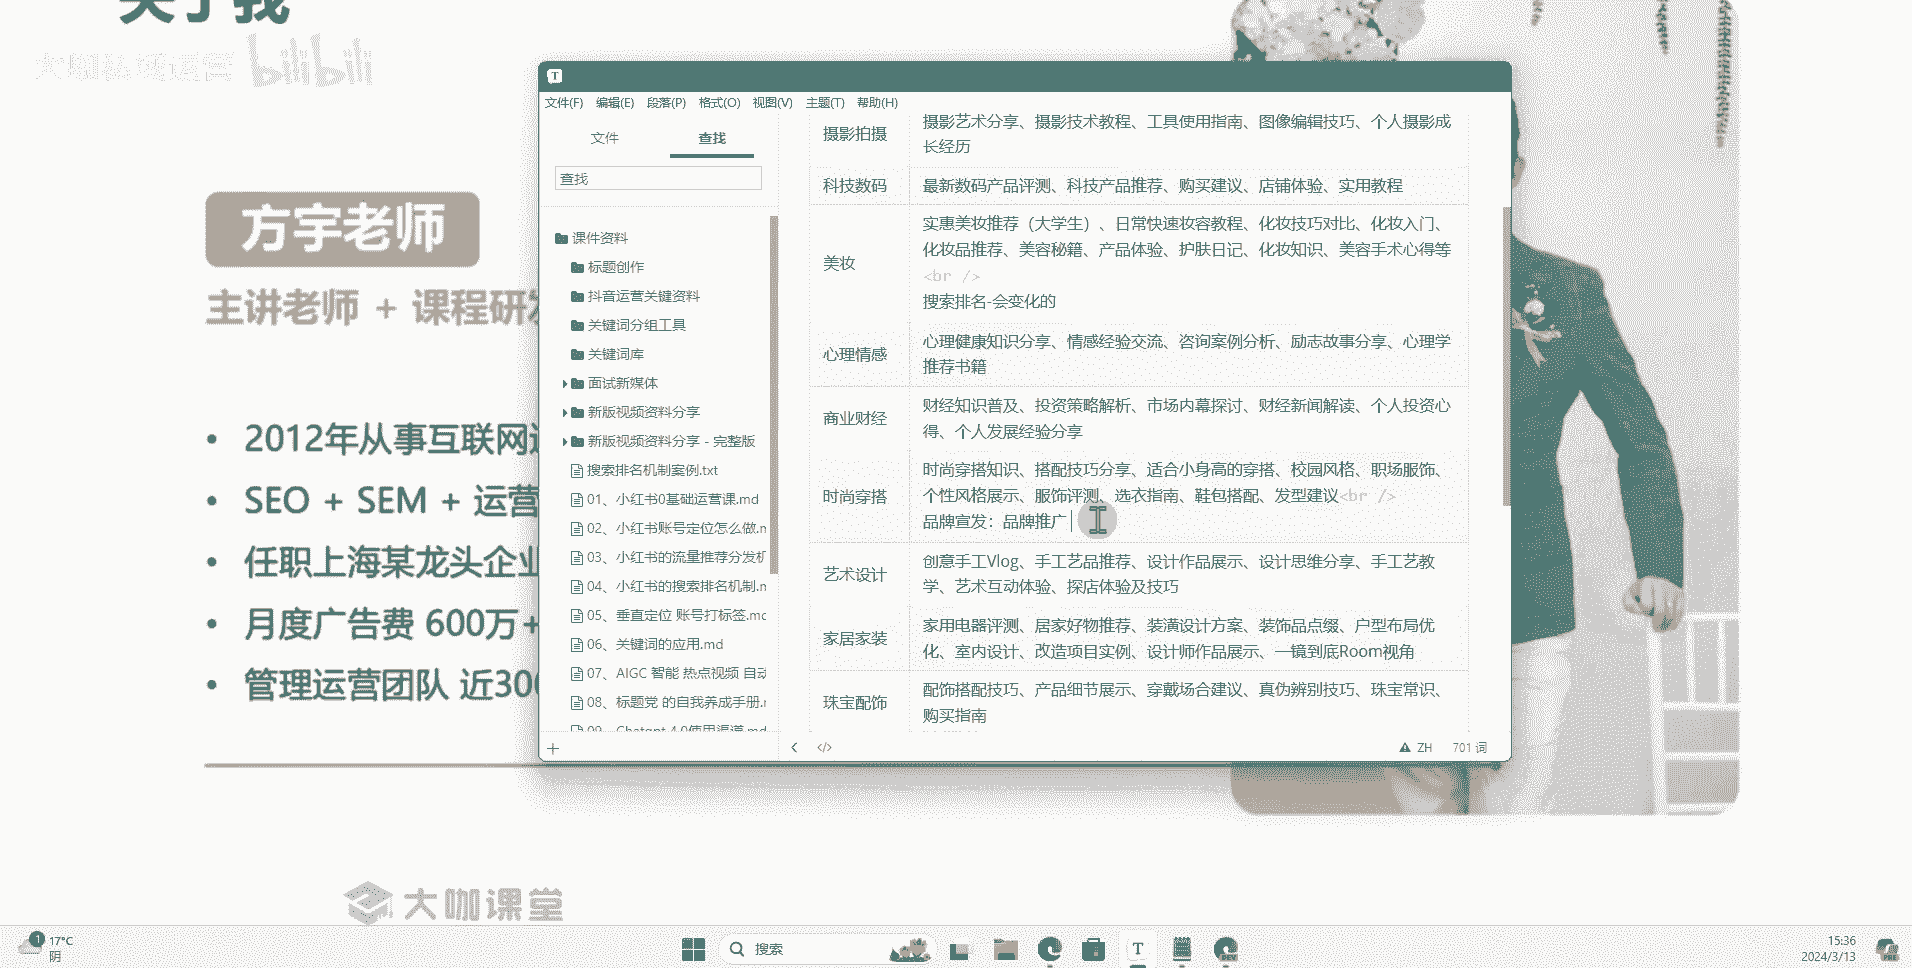 关于我
bilibili
方宇老师
主讲老师 + 课程研发
• 2012年从事互联网
• SEO + SEM + 运营
• 任职上海某龙头企业
• 月度广告费 600万+
• 管理运营团队 近300
大咖课堂
T
文件(F) 编辑(E) 段落(P) 格式(O) 视图(V) 主题(T) 帮助(H)
文件 查找
查找
课件资料
标题创作
抖音运营关键资料
关键词分组工具
关键词库
面试新媒体
新版视频资料分享
新版视频资料分享 - 完整版
搜索排名机制案例.txt
01、小红书0基础运营课.md
02、小红书账号定位怎么做.m
03、小红书的流量推荐分发机
04、小红书的搜索排名机制.m
05、垂直定位 账号打标签.mc
06、关键词的应用.md
07、AIGC 智能 热点视频 自动
08、标题党 的自我养成手册.r
09、Chatgpt 4.0使用渠道.md
摄影拍摄
摄影艺术分享、摄影技术教程、工具使用指南、图像编辑技巧、个人摄影成
长经历
科技数码
最新数码产品评测、科技产品推荐、购买建议、店铺体验、实用教程
美妆
实惠美妆推荐（大学生）、日常快速妆容教程、化妆技巧对比、化妆入门、
化妆品推荐、美容秘籍、产品体验、护肤日记、化妆知识、美容手术心得等
<br />
搜索排名-会变化的
心理情感
心理健康知识分享、情感经验交流、咨询案例分析、励志故事分享、心理学
推荐书籍
商业财经
财经知识普及、投资策略解析、市场内幕探讨、财经新闻解读、个人投资心
得、个人发展经验分享
时尚穿搭
时尚穿搭知识、搭配技巧分享、适合小身高的穿搭、校园风格、职场服饰、
个性风格展示、服饰评测、选衣指南、鞋包搭配、发型建议<br />
品牌宣发：品牌推广
艺术设计
创意手工Vlog、手工艺品推荐、设计作品展示、设计思维分享、手工艺教
学、艺术互动体验、探店体验及技巧
家居家装
家用电器评测、居家好物推荐、装潢设计方案、装饰品点缀、户型布局优
化、室内设计、改造项目实例、设计师作品展示、一镜到底Room视角
珠宝配饰
配饰搭配技巧、产品细节展示、穿戴场合建议、真伪辨别技巧、珠宝常识、
购买指南
</> ZH 701 词
1 17°C
阴
搜索
T
DEV
15:36
2024/3/13
PRE